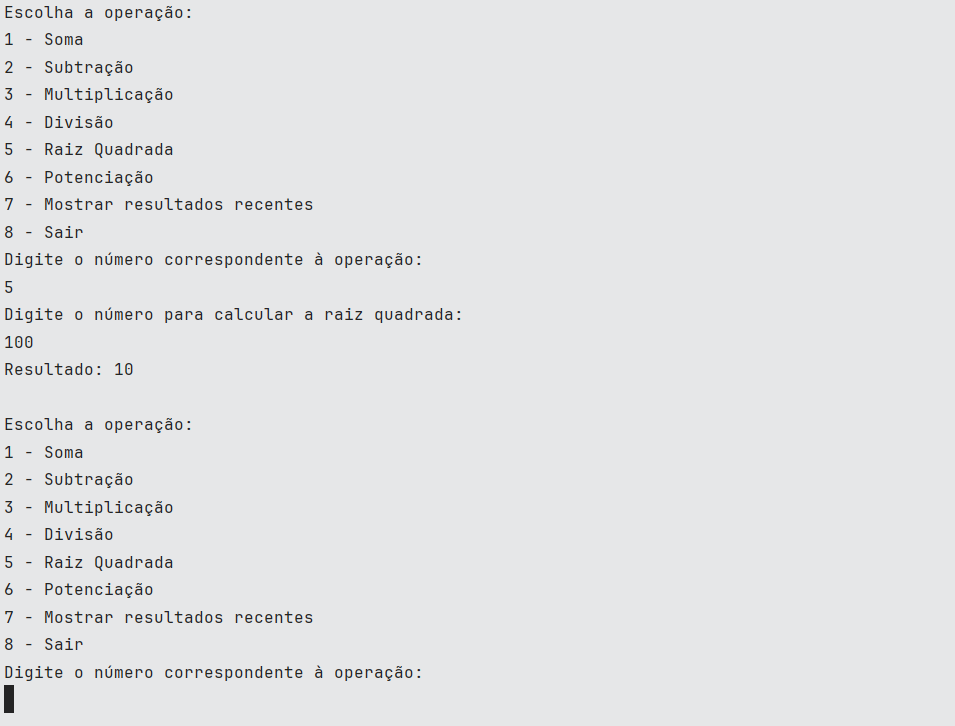 Escolha a operação:
1 - Soma
2 - Subtração
3 - Multiplicação
4 - Divisão
5 - Raiz Quadrada
6 - Potenciação
7 - Mostrar resultados recentes
8 - Sair
Digite o número correspondente à operação:
5
Digite o número para calcular a raiz quadrada:
100
Resultado: 10

Escolha a operação:
1 - Soma
2 - Subtração
3 - Multiplicação
4 - Divisão
5 - Raiz Quadrada
6 - Potenciação
7 - Mostrar resultados recentes
8 - Sair
Digite o número correspondente à operação: